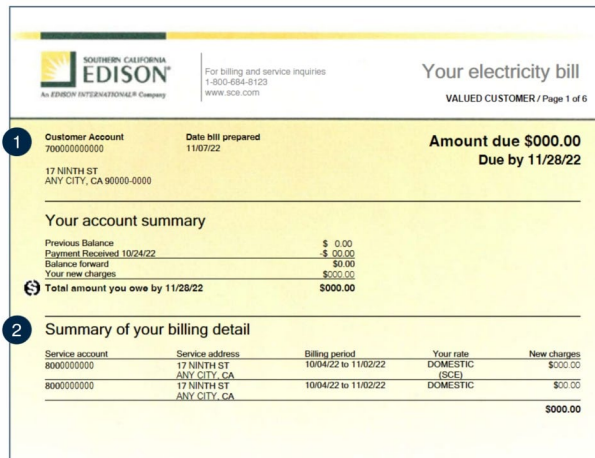 SOUTHERN CALIFORNIA
EDISON®
An EDISON INTERNATIONAL® Company
For billing and service inquiries
1-800-684-8123
www.sce.com
Your electricity bill
VALUED CUSTOMER / Page 1 of 6
1
Customer Account
700000000000
Date bill prepared
11/07/22
17 NINTH ST
ANY CITY, CA 90000-0000
Amount due $000.00
Due by 11/28/22
Your account summary
Previous Balance $ 0.00
Payment Received 10/24/22 -$ 00.00
Balance forward $0.00
Your new charges $000.00
$ Total amount you owe by 11/28/22 $000.00
2
Summary of your billing detail
Service account Service address Billing period Your rate New charges
8000000000 17 NINTH ST 10/04/22 to 11/02/22 DOMESTIC $000.00
ANY CITY, CA (SCE)
8000000000 17 NINTH ST 10/04/22 to 11/02/22 DOMESTIC $00.00
ANY CITY, CA
$000.00